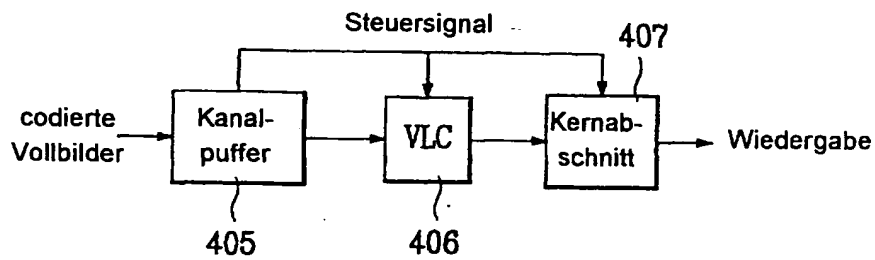 Steuersignal
407
codierte
Vollbilder
Kanal-
puffer
VLC
Kernab-
schnitt
Wiedergabe
405
406